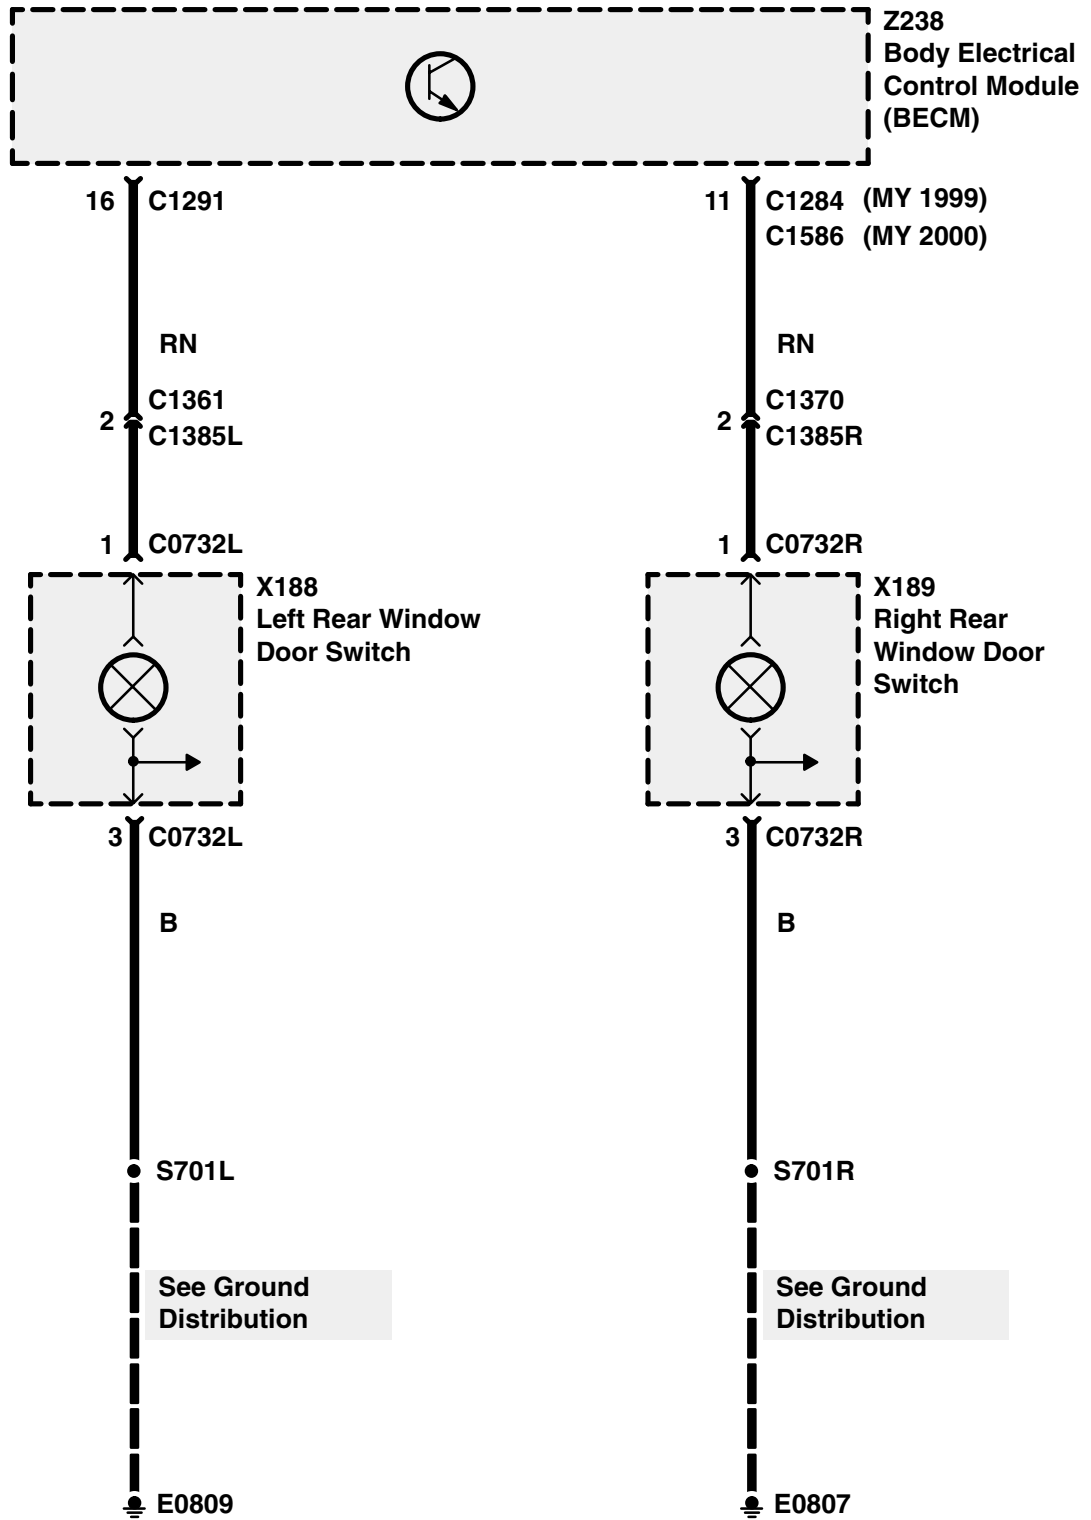 Z238
Body Electrical
Control Module
(BECM)
16 C1291
11 C1284 (MY 1999)
C1586 (MY 2000)
RN
RN
C1361
2
C1385L
C1370
2
C1385R
1 C0732L
1 C0732R
X188
Left Rear Window
Door Switch
X189
Right Rear
Window Door
Switch
3 C0732L
3 C0732R
B
B
S701L
S701R
See Ground
Distribution
See Ground
Distribution
E0809
E0807